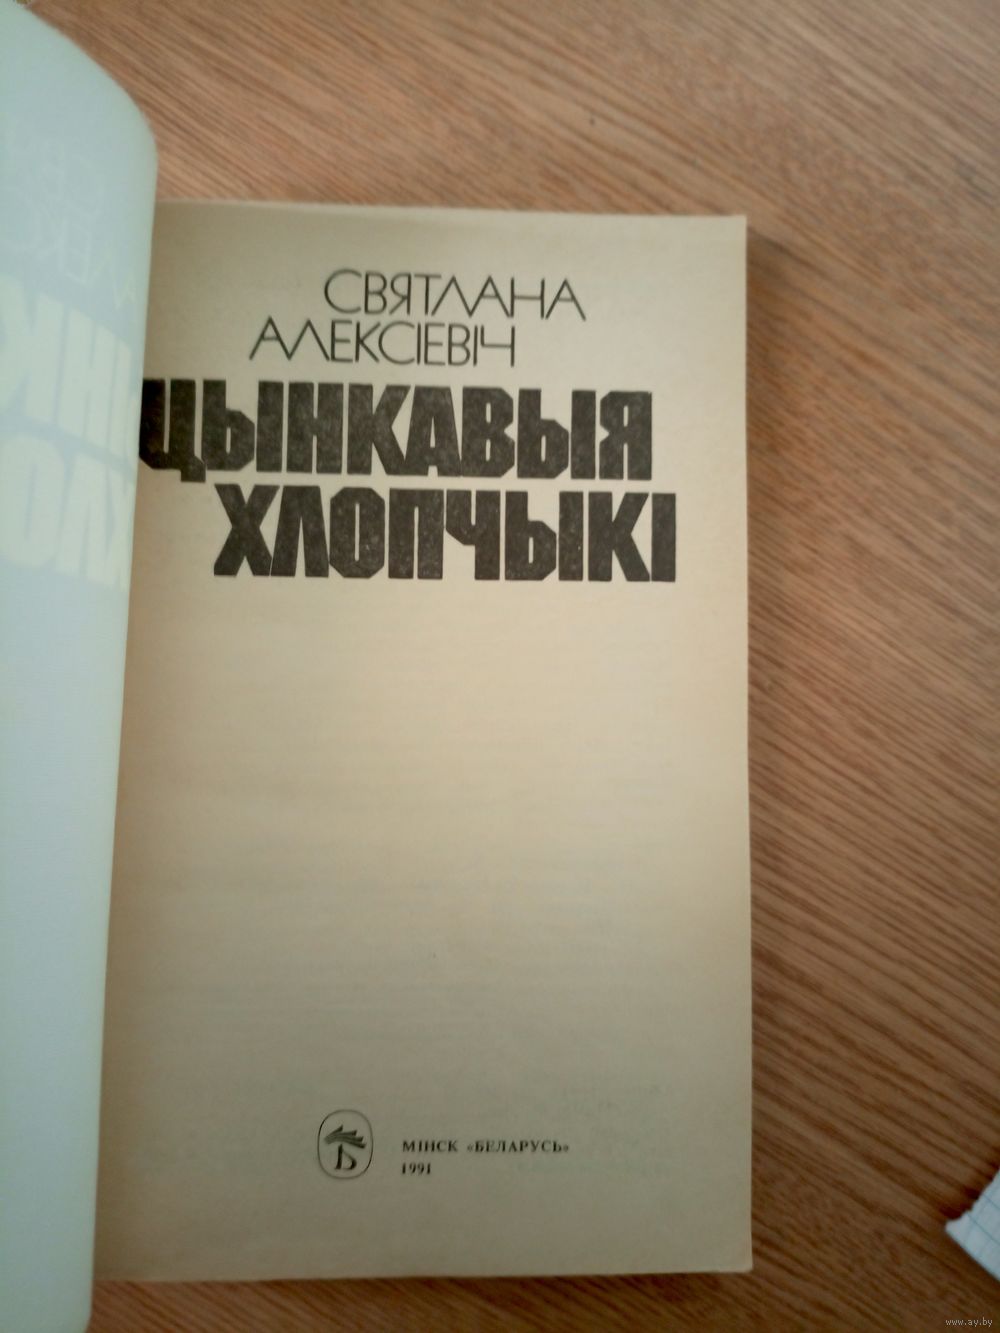 СВЯТЛАНА
АЛЕКСІЕВІЧ
ЦЫНКАВЫЯ
ХЛОПЧЫКІ
Б
МІНСК «БЕЛАРУСЬ»
1991
www.ay.by